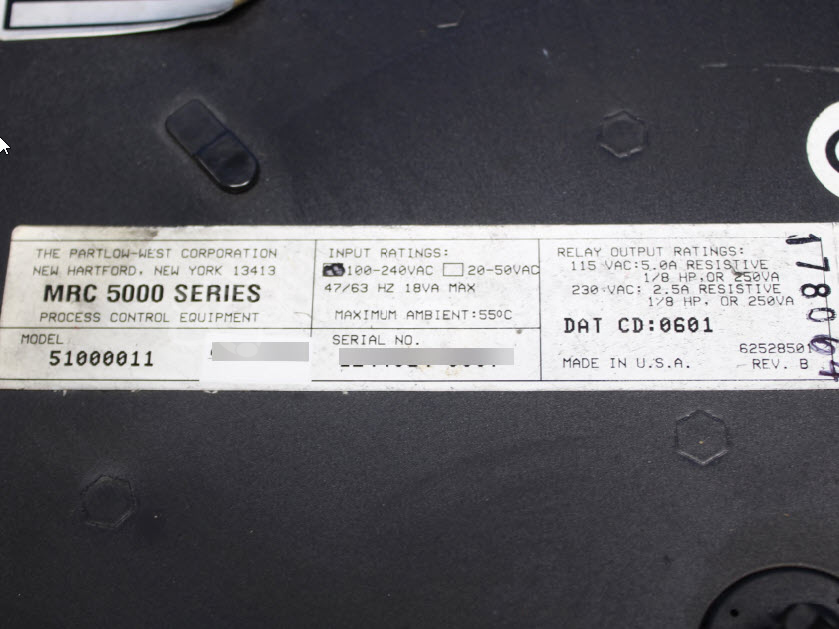 THE PARTLOW-WEST CORPORATION
NEW HARTFORD, NEW YORK 13413
MRC 5000 SERIES
PROCESS CONTROL EQUIPMENT
MODEL
51000011
INPUT RATINGS:
100-240VAC 20-50VAC
47/63 HZ 18VA MAX
MAXIMUM AMBIENT:55ºC
SERIAL NO.
RELAY OUTPUT RATINGS:
115 VAC:5.0A RESISTIVE
1/8 HP,OR 250VA
230 VAC: 2.5A RESISTIVE
1/8 HP, OR 250VA
DAT CD:0601
62528501
MADE IN U.S.A. REV. B